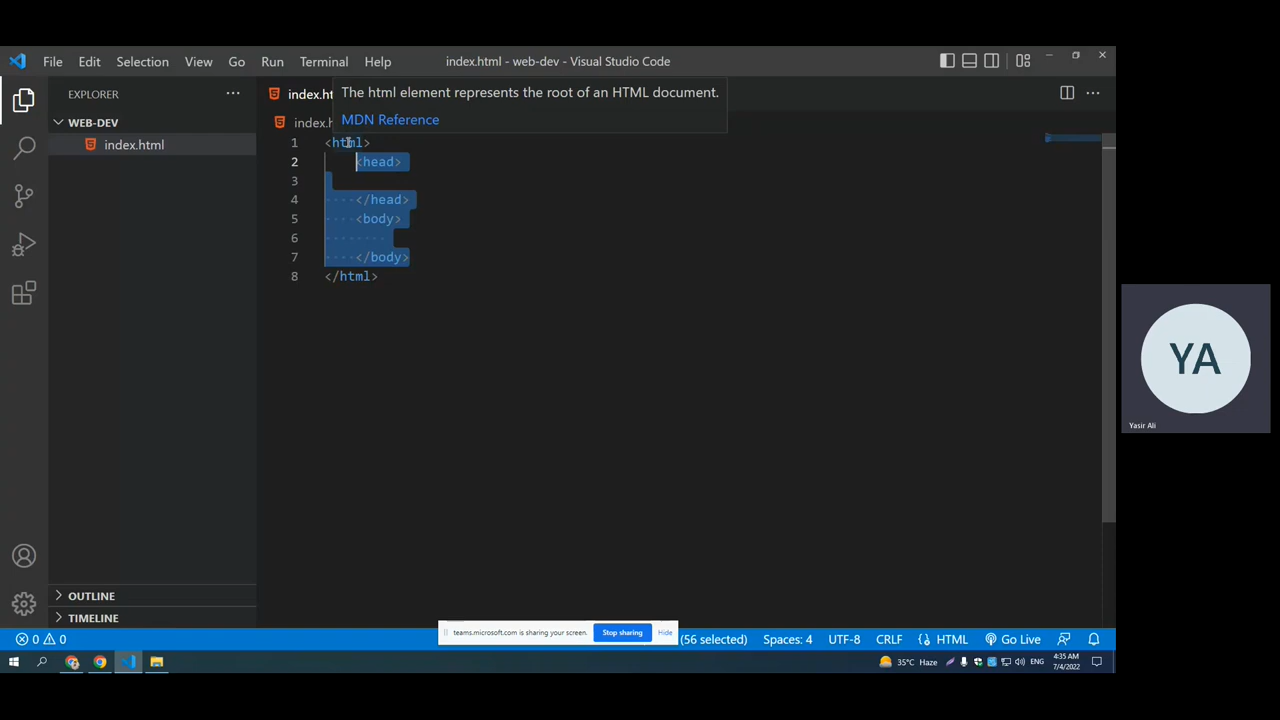 File Edit Selection View Go Run Terminal Help index.html - web-dev - Visual Studio Code
EXPLORER
WEB-DEV
index.html
index.ht
The html element represents the root of an HTML document.
MDN Reference
index.h
1 <html>
2 <head>
3
4 </head>
5 <body>
6
7 </body>
8 </html>
YA
Yasir Ali
OUTLINE
TIMELINE
teams.microsoft.com is sharing your screen. Stop sharing Hide
0 0 (56 selected) Spaces: 4 UTF-8 CRLF HTML Go Live
35°C Haze ENG 4:35 AM
7/4/2022